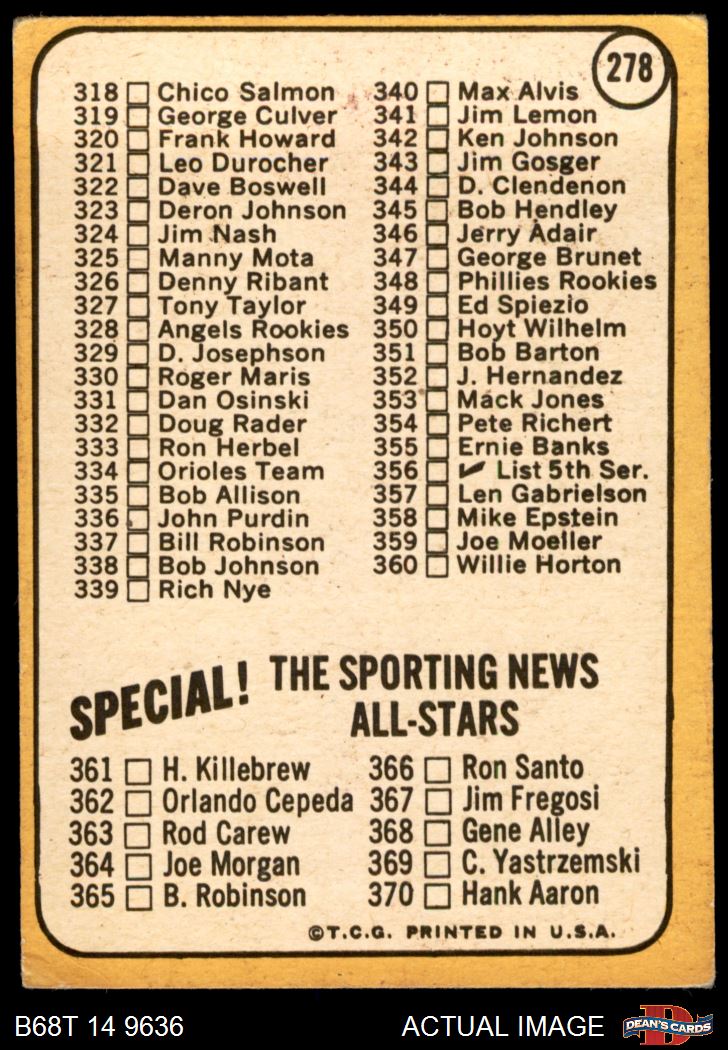 278
318 Chico Salmon
319 George Culver
320 Frank Howard
321 Leo Durocher
322 Dave Boswell
323 Deron Johnson
324 Jim Nash
325 Manny Mota
326 Denny Ribant
327 Tony Taylor
328 Angels Rookies
329 D. Josephson
330 Roger Maris
331 Dan Osinski
332 Doug Rader
333 Ron Herbel
334 Orioles Team
335 Bob Allison
336 John Purdin
337 Bill Robinson
338 Bob Johnson
339 Rich Nye
340 Max Alvis
341 Jim Lemon
342 Ken Johnson
343 Jim Gosger
344 D. Clendenon
345 Bob Hendley
346 Jerry Adair
347 George Brunet
348 Phillies Rookies
349 Ed Spiezio
350 Hoyt Wilhelm
351 Bob Barton
352 J. Hernandez
353 Mack Jones
354 Pete Richert
355 Ernie Banks
356 ✔ List 5th Ser.
357 Len Gabrielson
358 Mike Epstein
359 Joe Moeller
360 Willie Horton
SPECIAL! THE SPORTING NEWS
ALL-STARS
361 H. Killebrew
362 Orlando Cepeda
363 Rod Carew
364 Joe Morgan
365 B. Robinson
366 Ron Santo
367 Jim Fregosi
368 Gene Alley
369 C. Yastrzemski
370 Hank Aaron
©T.C.G. PRINTED IN U.S.A.
B68T 14 9636
ACTUAL IMAGE
D
DEAN'S CARDS